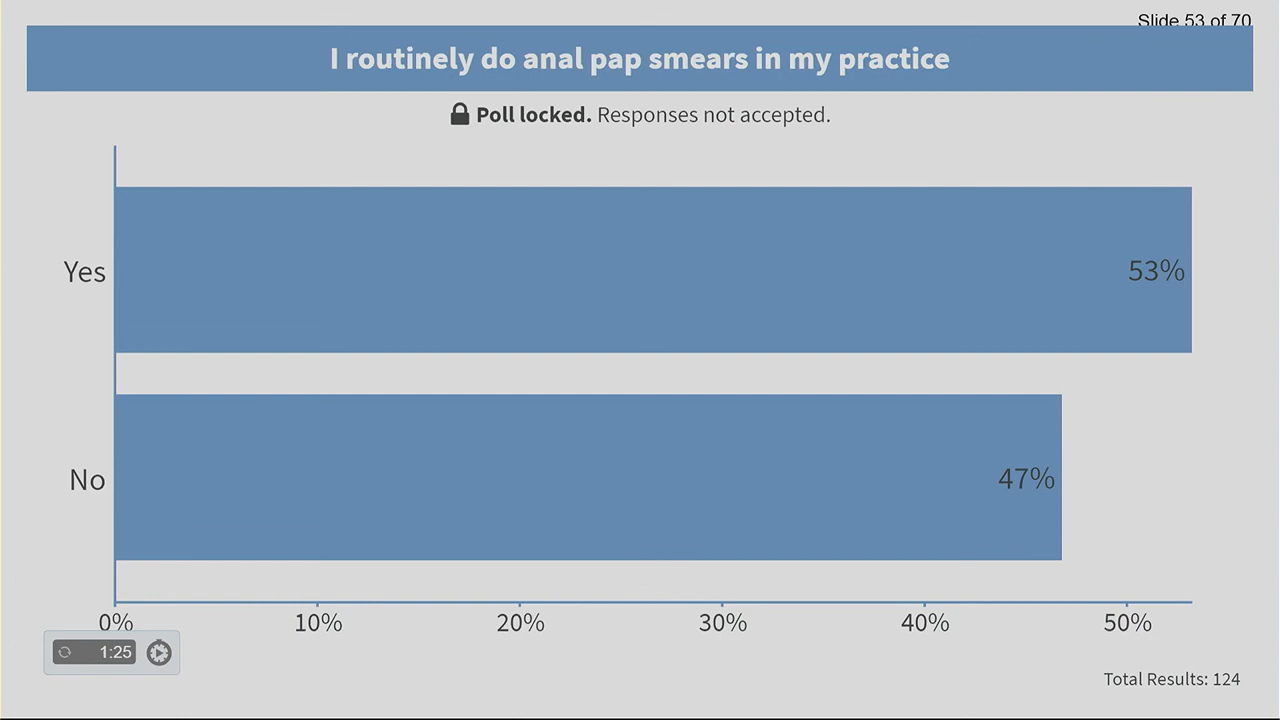 Slide 53 of 70
I routinely do anal pap smears in my practice
Poll locked. Responses not accepted.
Yes
53%
No
47%
0% 10% 20% 30% 40% 50%
1:25
Total Results: 124